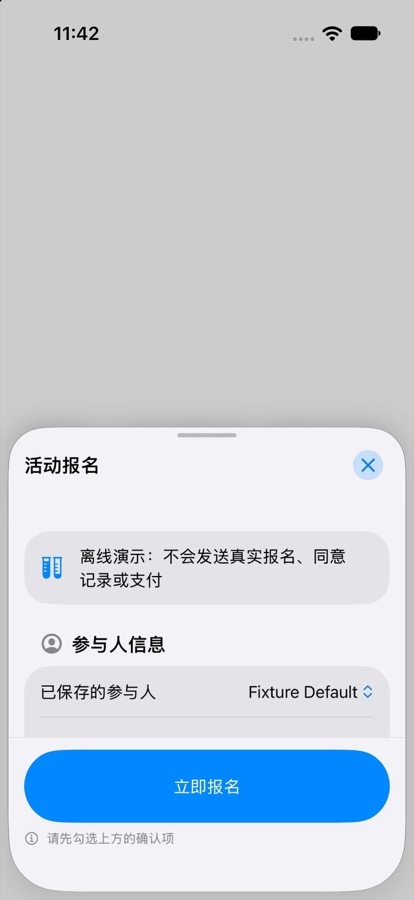 11:42
活动报名
离线演示：不会发送真实报名、同意
记录或支付
参与人信息
已保存的参与人 Fixture Default
立即报名
请先勾选上方的确认项